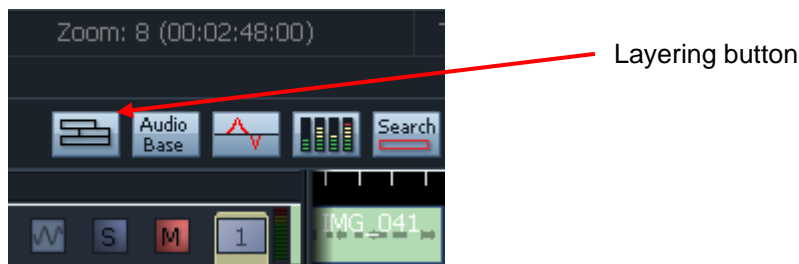 Zoom: 8 (00:02:48:00)
Layering button
Audio
Base
Search
S
M
1
IMG_041